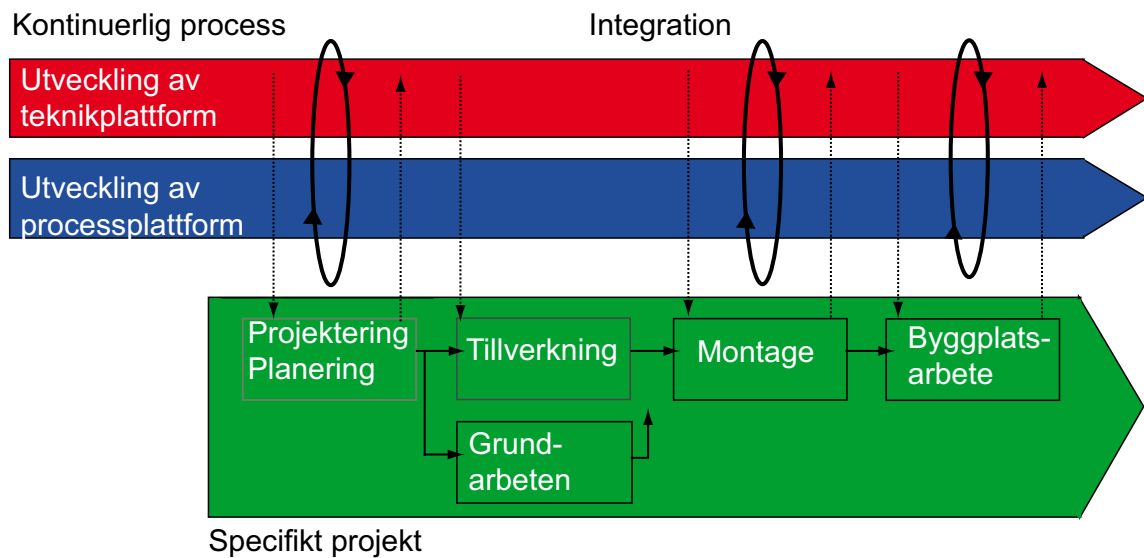 Kontinuerlig process
Integration
Utveckling av
teknikplattform
Utveckling av
processplattform
Projektering
Planering
Tillverkning
Montage
Byggplats-
arbete
Grund-
arbeten
Specifikt projekt